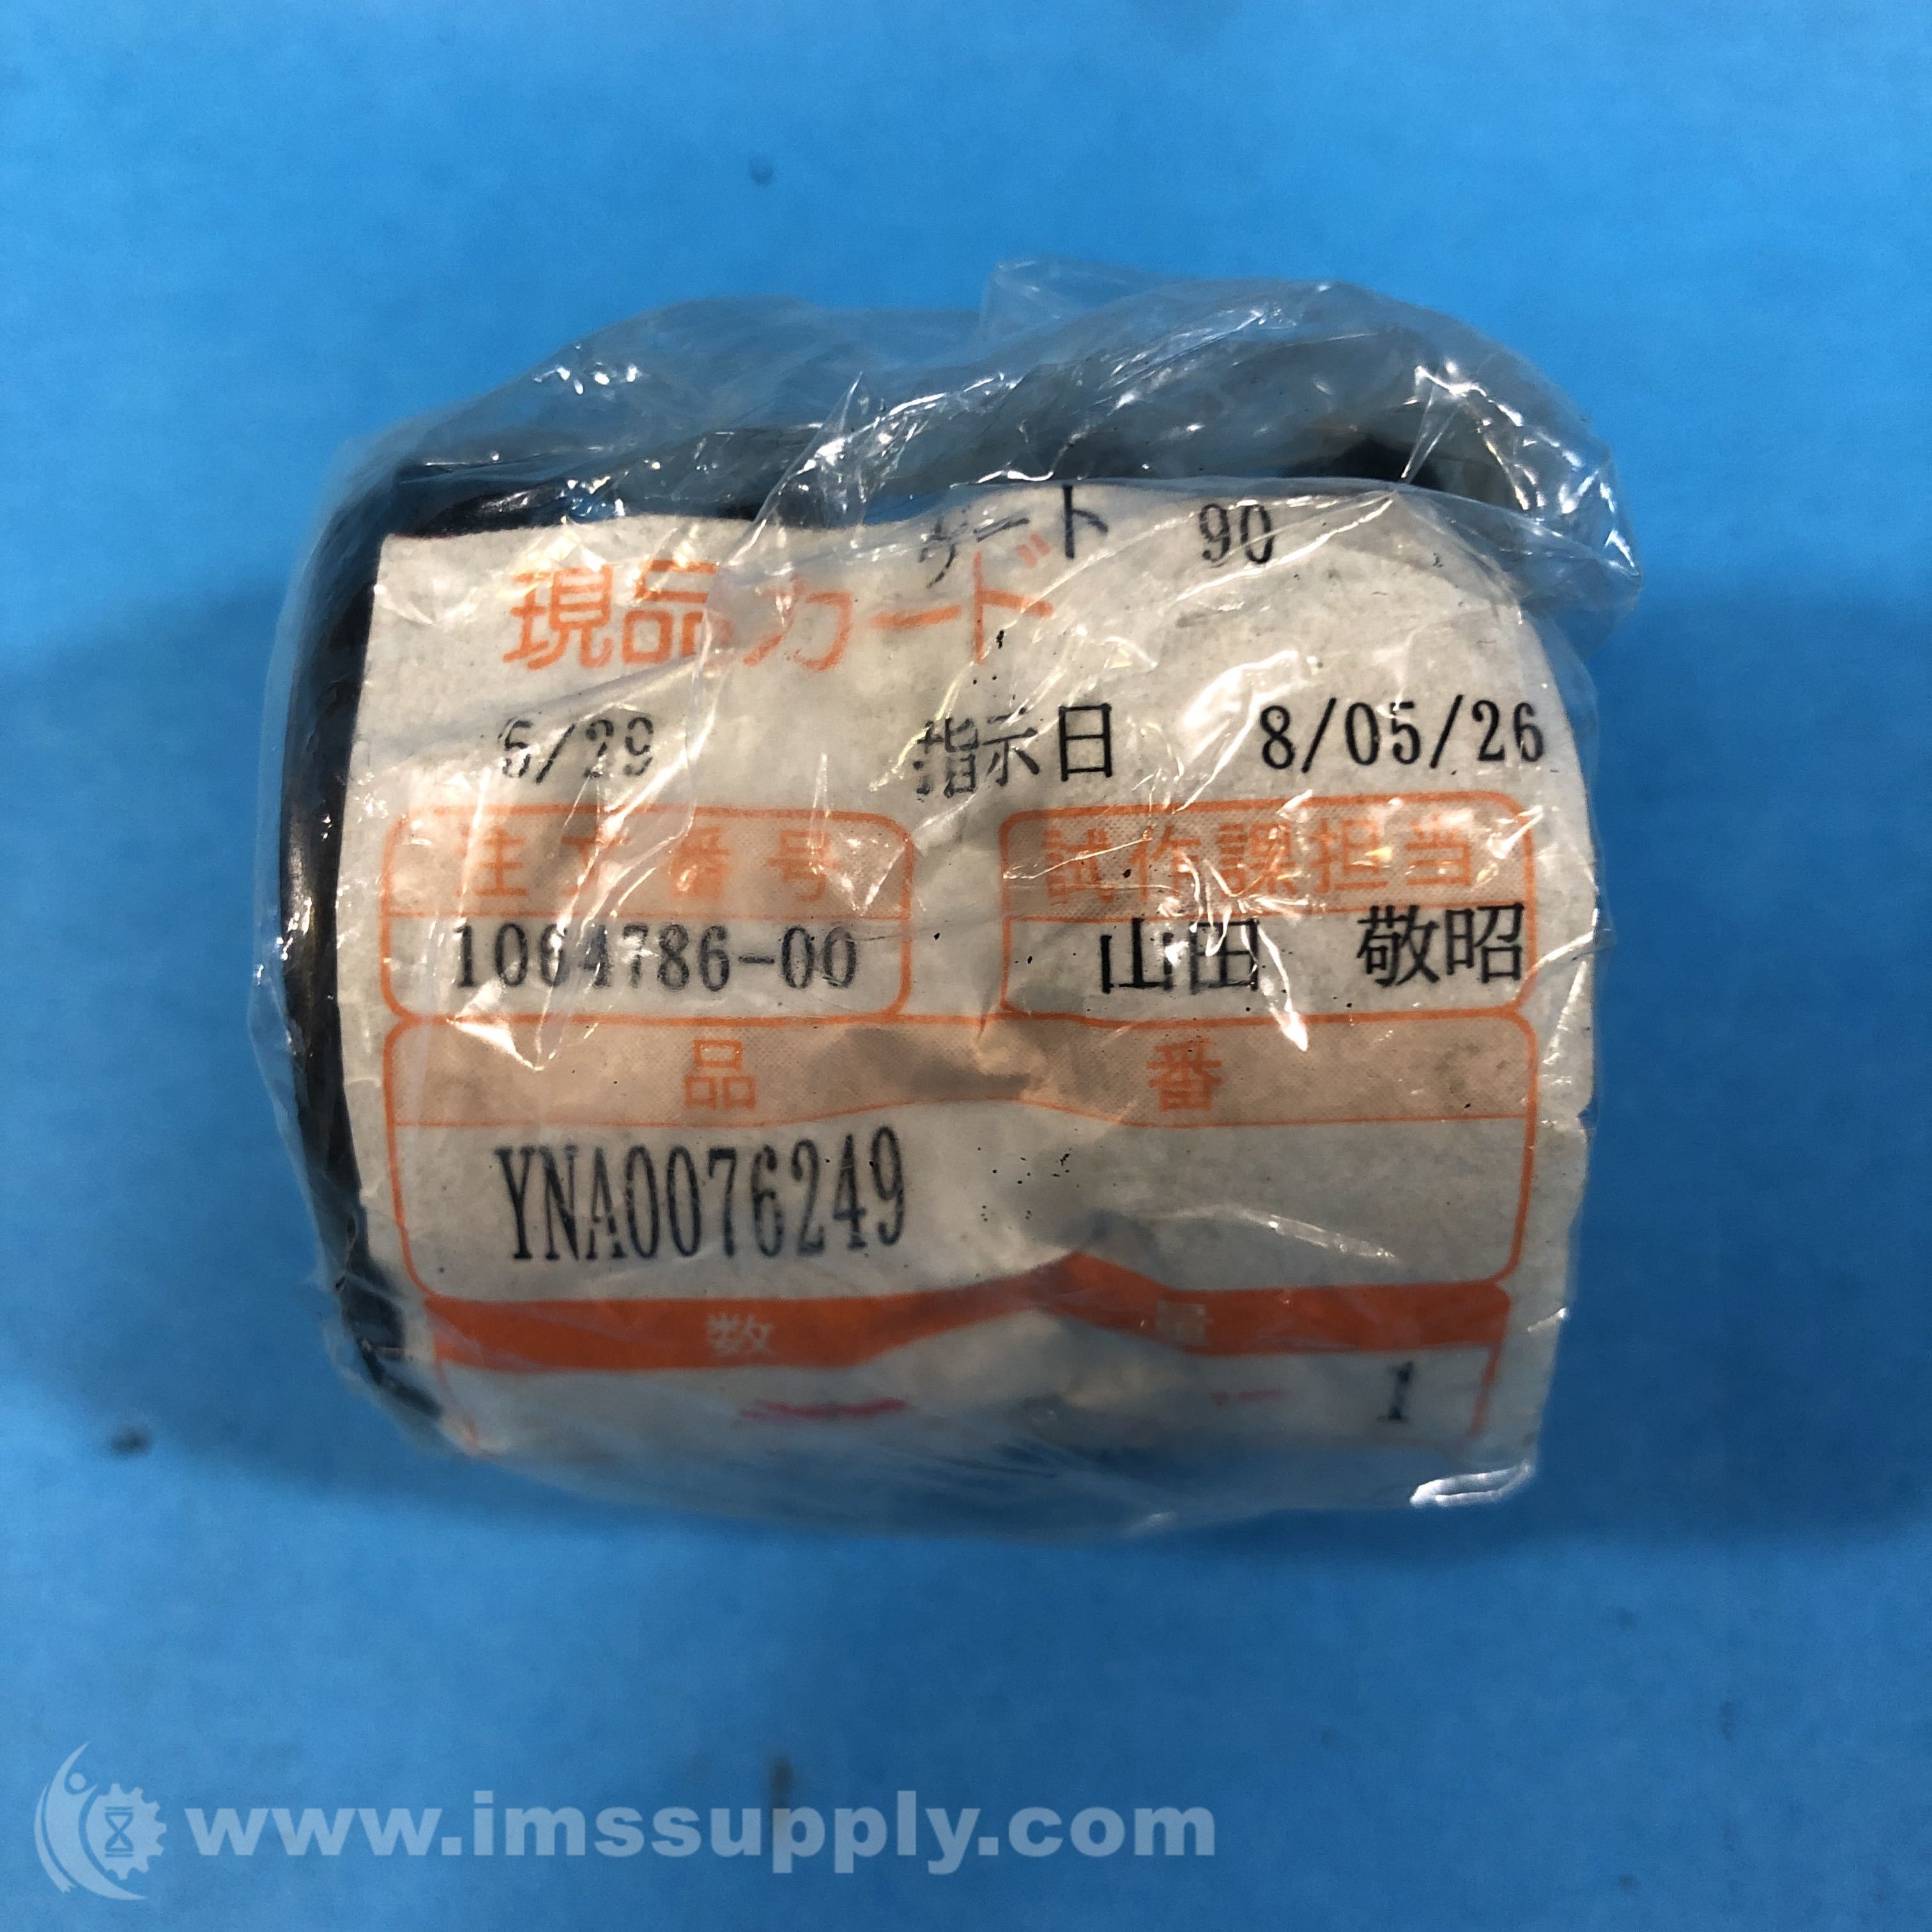 ート 90
現品カード
6/29 指示日 8/05/26
注文番号 試作課担当
1064786-00 山田 敬昭
品番
YNA0076249
数量
1
www.imssupply.com